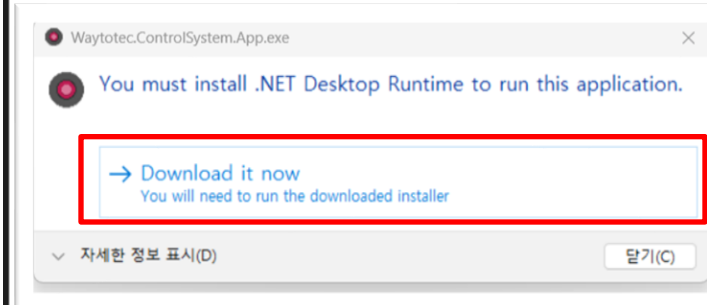 Waytotec.ControlSystem.App.exe
You must install .NET Desktop Runtime to run this application.
Download it now
You will need to run the downloaded installer
자세한 정보 표시(D)
닫기(C)